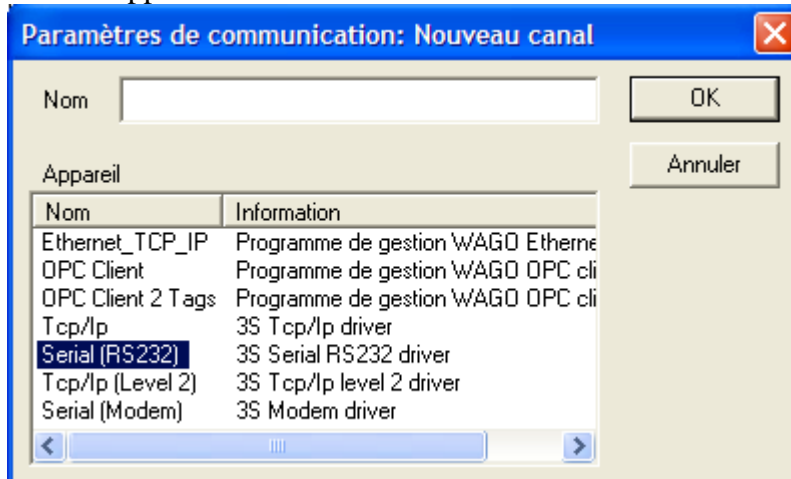 Paramètres de communication: Nouveau canal
Nom
OK
Annuler
Appareil
Nom Information
Ethernet_TCP_IP Programme de gestion WAGO Etherne
OPC Client Programme de gestion WAGO OPC cli
OPC Client 2 Tags Programme de gestion WAGO OPC cli
Tcp/Ip 3S Tcp/Ip driver
Serial (RS232) 3S Serial RS232 driver
Tcp/Ip (Level 2) 3S Tcp/Ip level 2 driver
Serial (Modem) 3S Modem driver